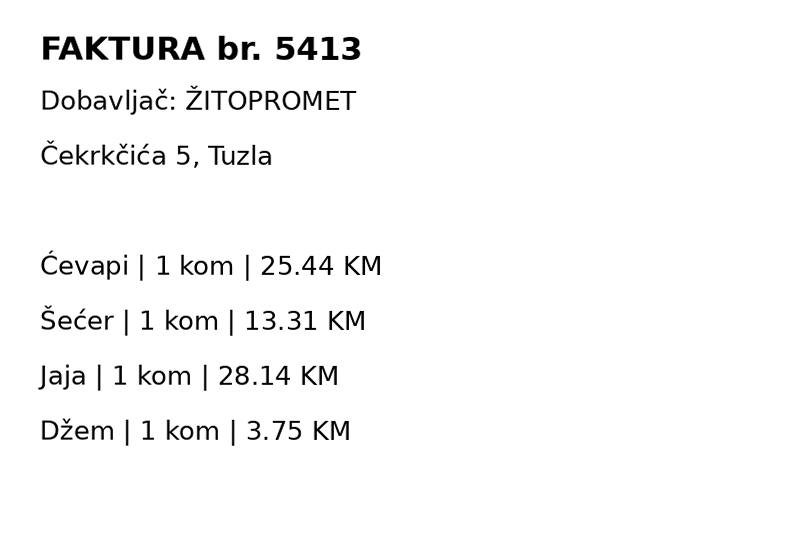 FAKTURA br. 5413
Dobavljač: ŽITOPROMET
Čekrkčića 5, Tuzla
Ćevapi | 1 kom | 25.44 KM
Šećer | 1 kom | 13.31 KM
Jaja | 1 kom | 28.14 KM
Džem | 1 kom | 3.75 KM